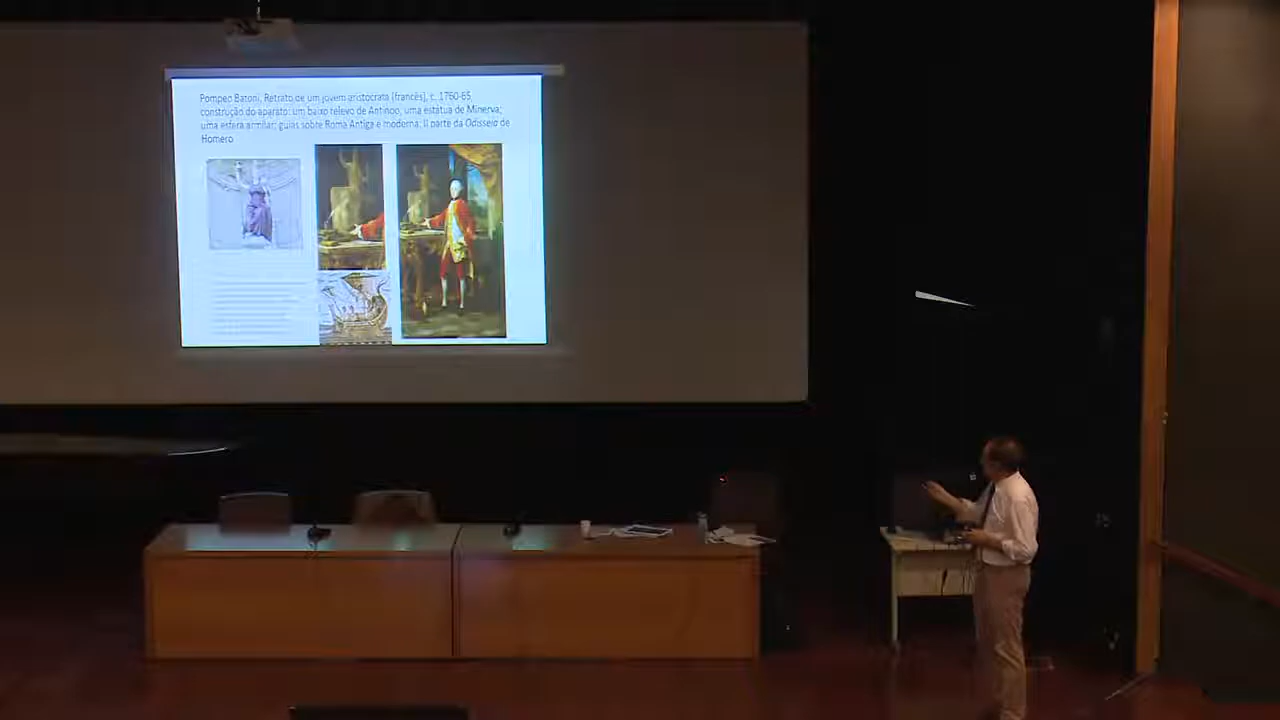 Pompeo Batoni, Retrato de um jovem aristocrata (francês), c. 1760-65,
construção do aparato: um baixo relevo de Antinoo, uma estátua de Minerva;
uma esfera armilar; guias sobre Roma Antiga e moderna; II parte da Odisseia de
Homero